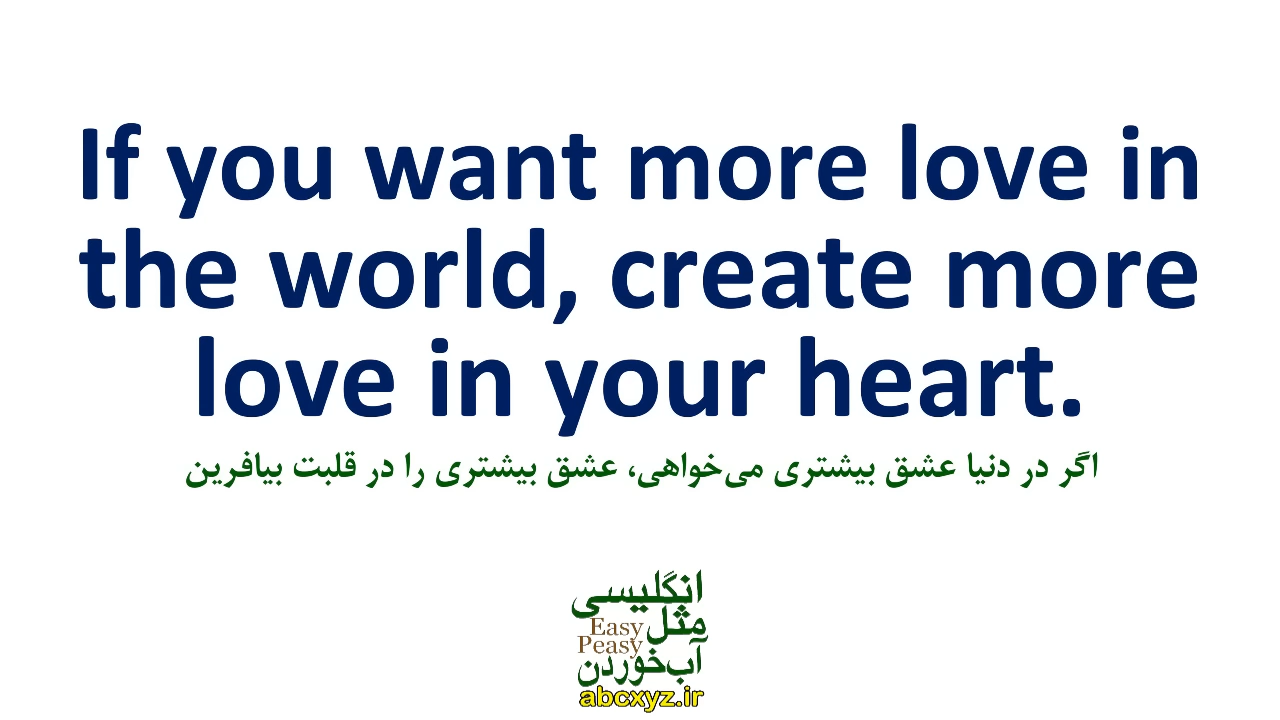 If you want more love in
the world, create more
love in your heart.
اگر در دنیا عشق بیشتری می‌خواهی، عشق بیشتری را در قلبت بیافرین
انگلیسی
مثل
Easy
Peasy
آب‌خوردن
abcxyz.ir